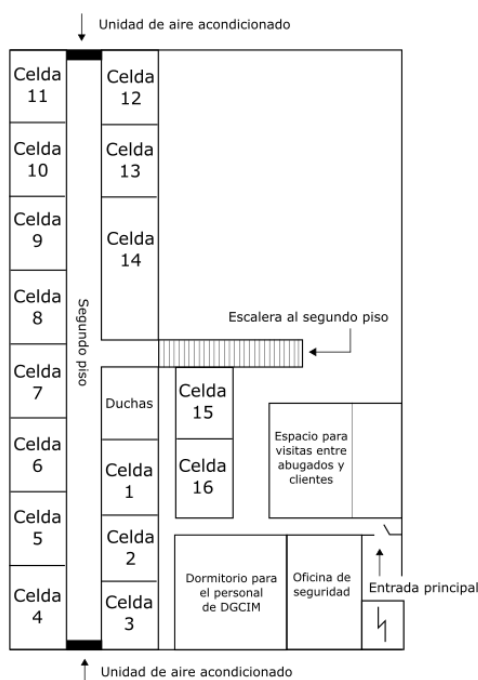 Unidad de aire acondicionado
Celda
11
Celda
12
Celda
10
Celda
13
Celda
9
Celda
14
Celda
8
Segundo piso
Escalera al segundo piso
Celda
7
Duchas
Celda
15
Celda
6
Celda
1
Celda
16
Espacio para
visitas entre
abugados y
clientes
Celda
5
Celda
2
Celda
4
Celda
3
Dormitorio para
el personal
de DGCIM
Oficina de
seguridad
Entrada principal
Unidad de aire acondicionado